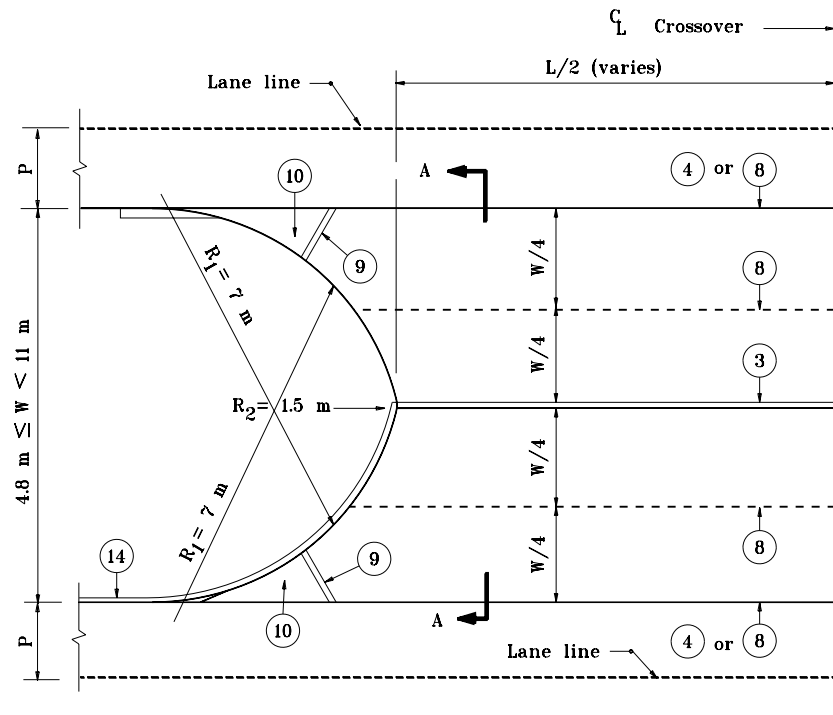 ℄ Crossover
L/2 (varies)
Lane line
P
A
4 or 8
10
9
R1 = 7 m
W/4
8
W/4
3
4.8 m ≤ W < 11 m
R2= 1.5 m
W/4
R1= 7 m
8
W/4
14
9
10
A
P
4 or 8
Lane line